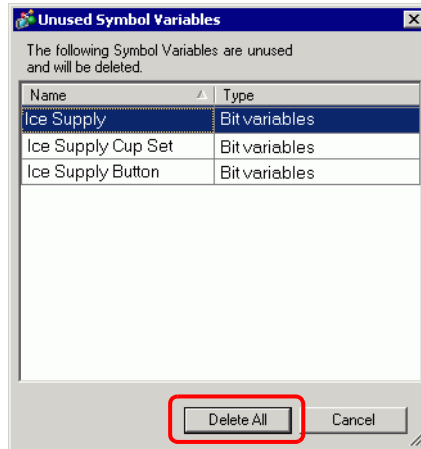 Unused Symbol Variables
The following Symbol Variables are unused
and will be deleted.
Name Type
Ice Supply Bit variables
Ice Supply Cup Set Bit variables
Ice Supply Button Bit variables
Delete All Cancel